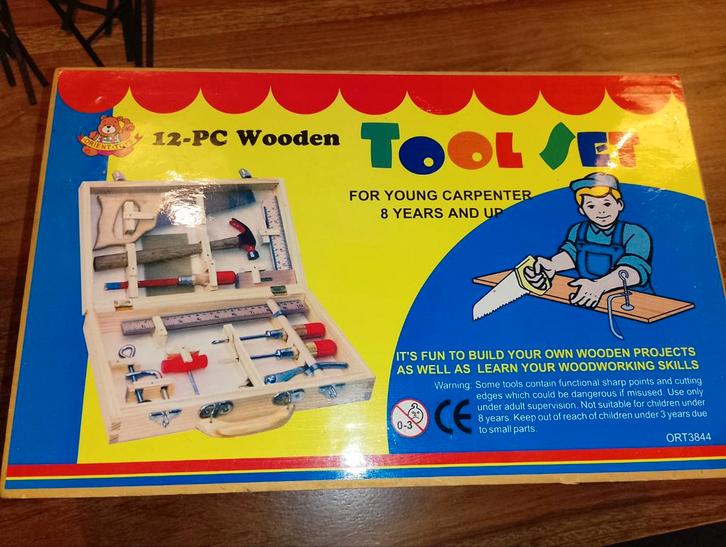 12-PC Wooden TOOL SET
FOR YOUNG CARPENTER
8 YEARS AND UP
IT'S FUN TO BUILD YOUR OWN WOODEN PROJECTS
AS WELL AS LEARN YOUR WOODWORKING SKILLS
Warning: Some tools contain functional sharp points and cutting
edges which could be dangerous if misused. Use only
under adult supervision. Not suitable for children under
8 years. Keep out of reach of children under 3 years due
to small parts.
0-3
CE
ORT3844